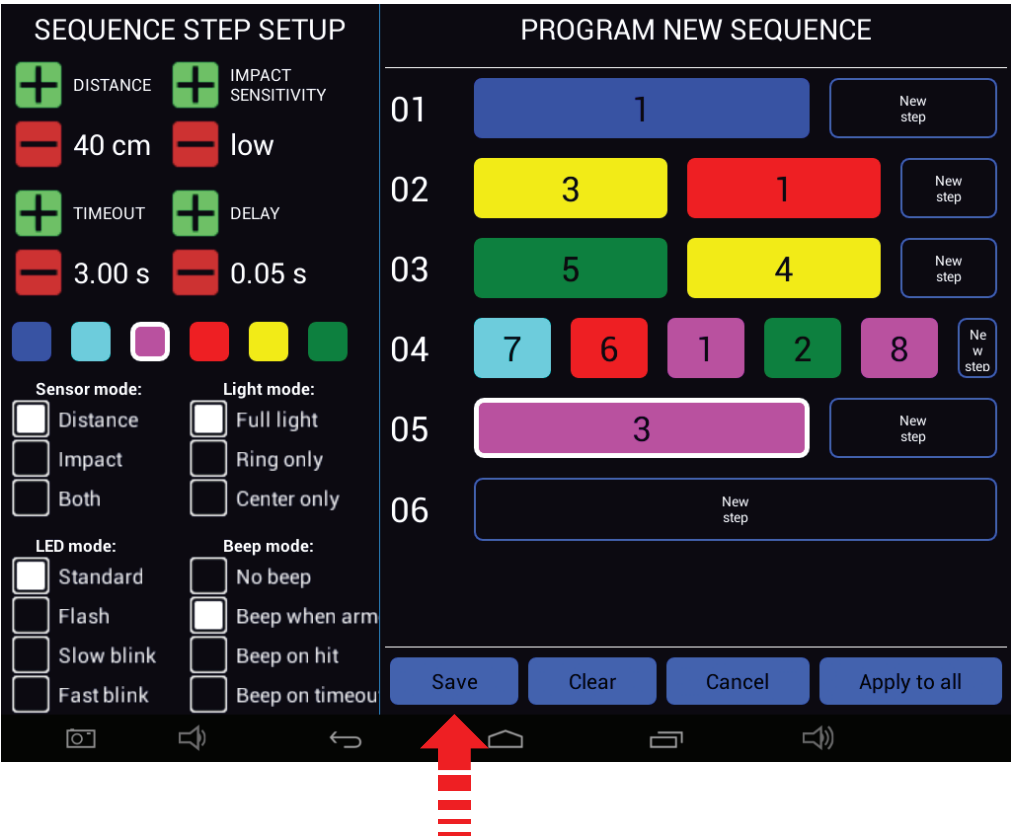 SEQUENCE STEP SETUP
DISTANCE
IMPACT
SENSITIVITY
40 cm
low
TIMEOUT
DELAY
3.00 s
0.05 s
Sensor mode:
Light mode:
Distance
Full light
Impact
Ring only
Both
Center only
LED mode:
Beep mode:
Standard
No beep
Flash
Beep when arm
Slow blink
Beep on hit
Fast blink
Beep on timeou
PROGRAM NEW SEQUENCE
01
1
New
step
02
3
1
New
step
03
5
4
New
step
04
7
6
1
2
8
Ne
w
step
05
3
New
step
06
New
step
Save
Clear
Cancel
Apply to all